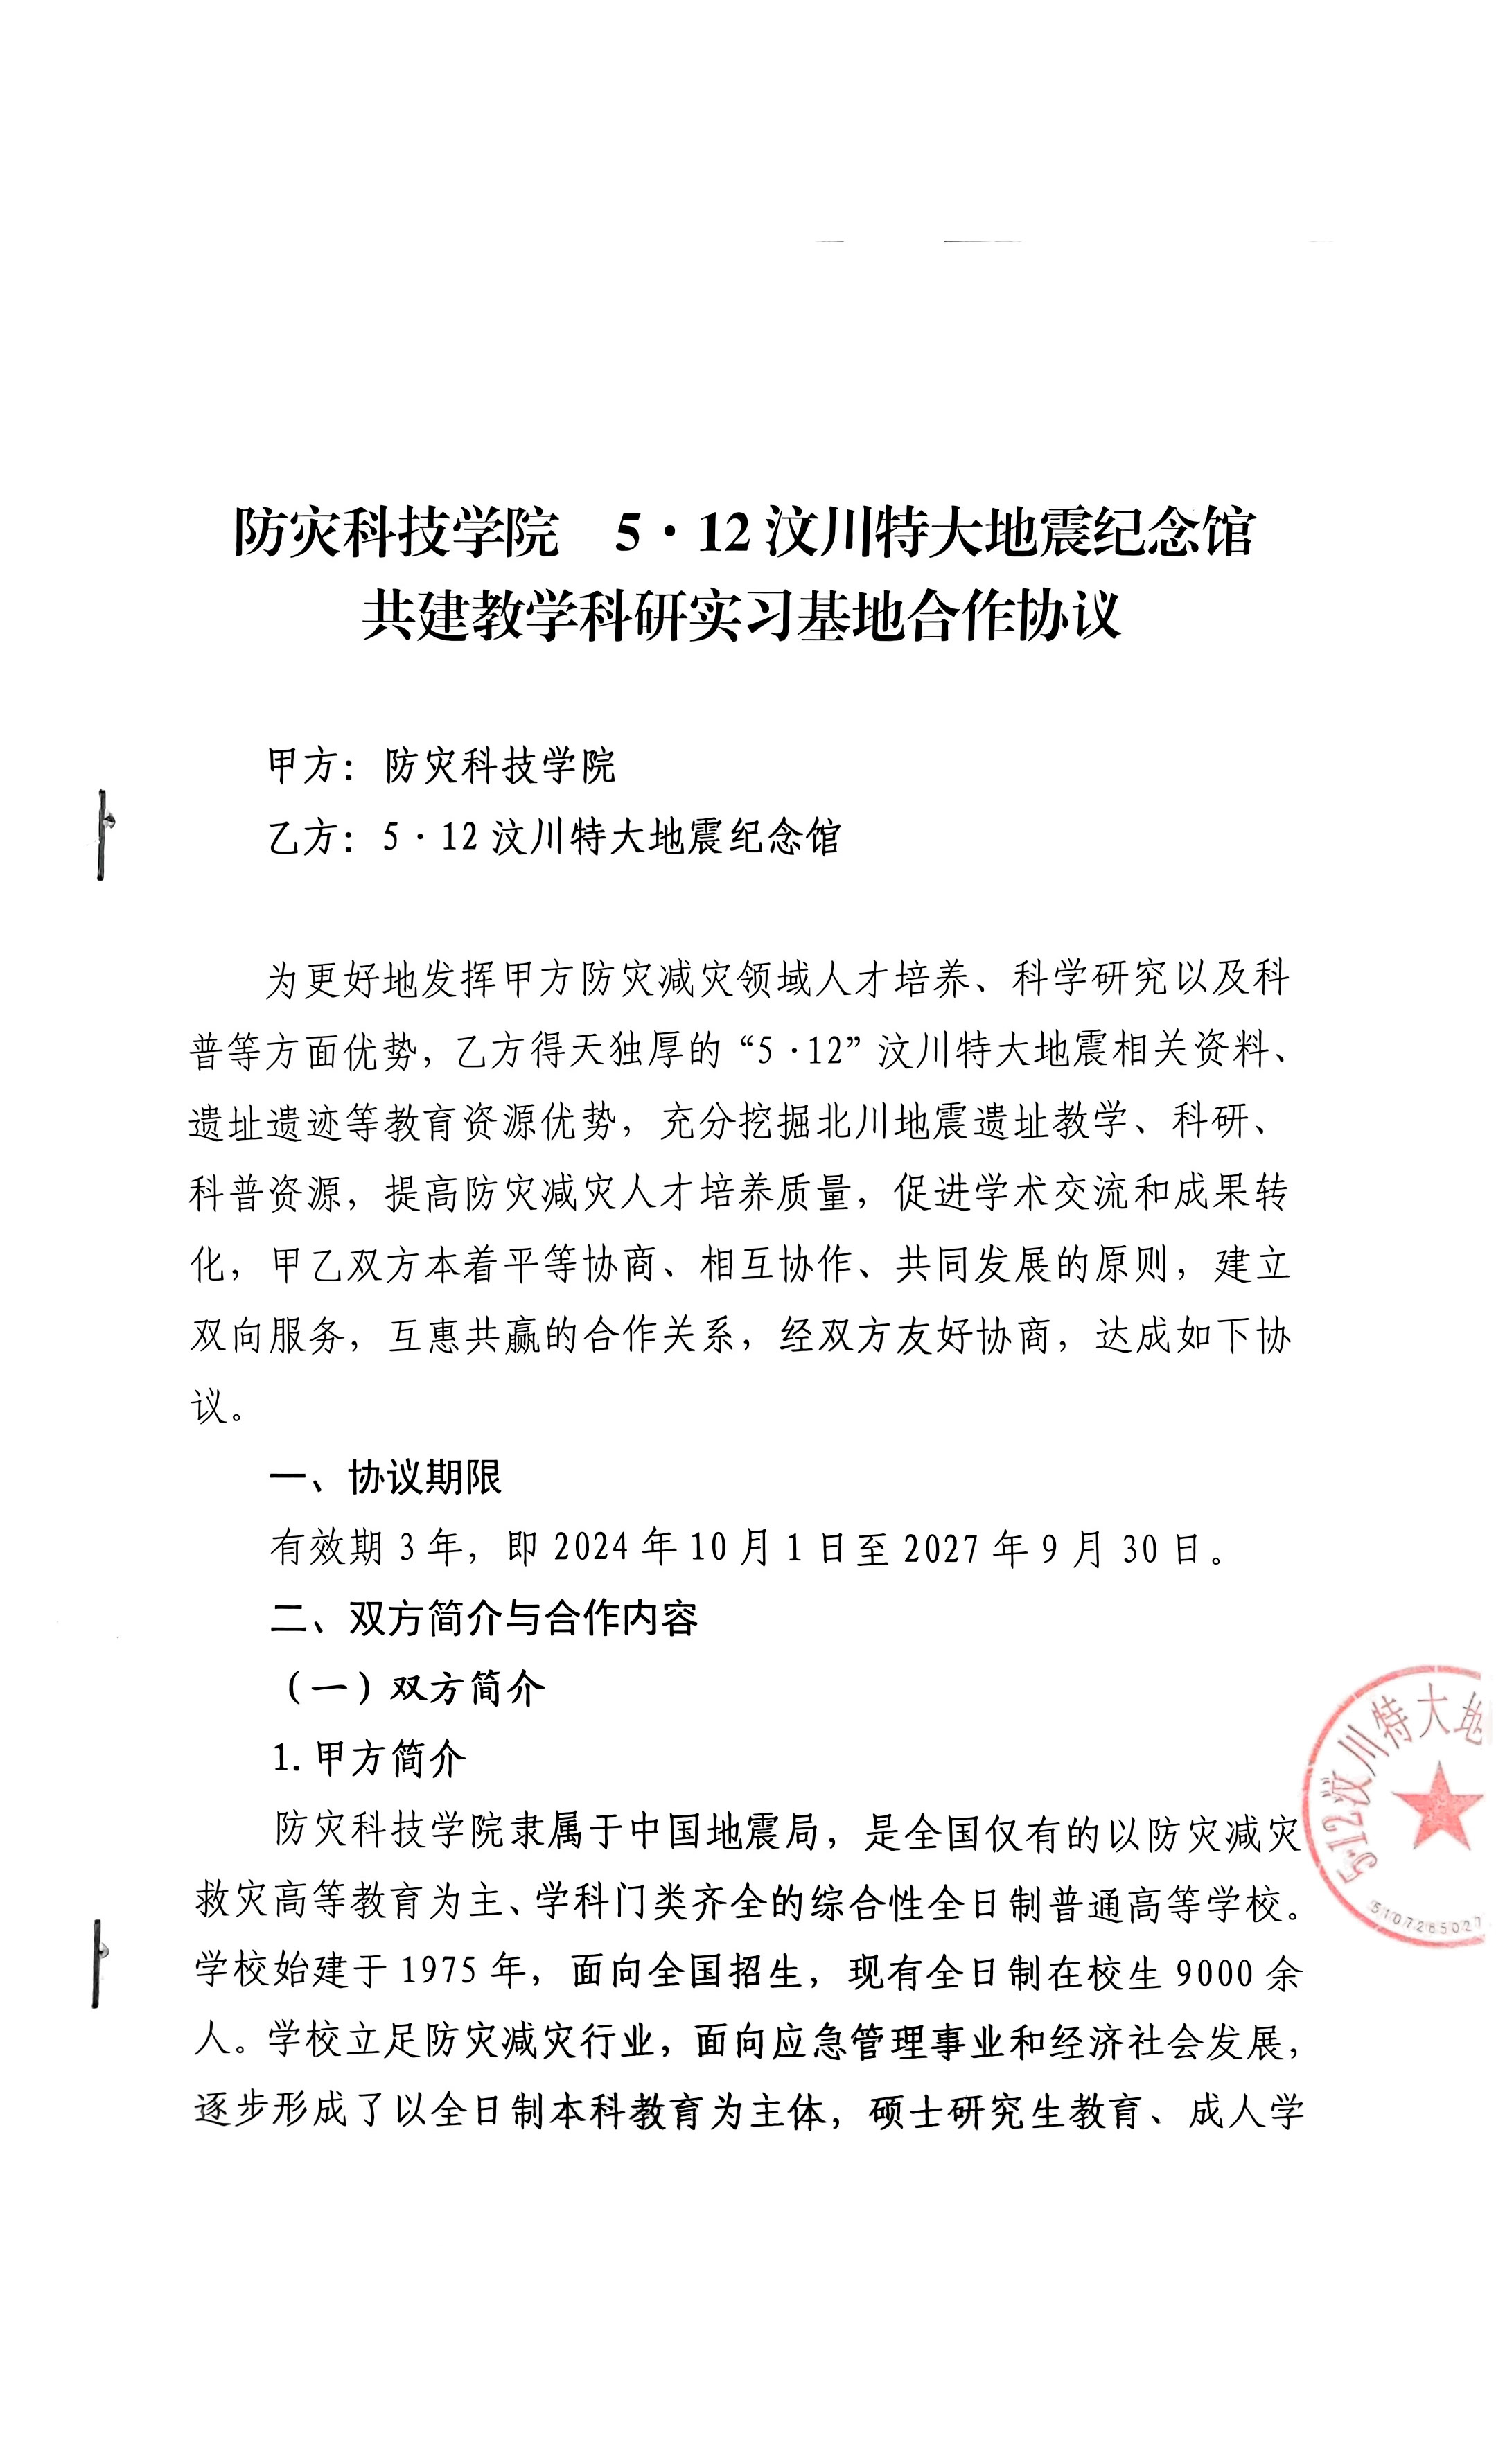 防灾科技学院 5·12汶川特大地震纪念馆
共建教学科研实习基地合作协议
甲方：防灾科技学院
乙方：5·12汶川特大地震纪念馆
为更好地发挥甲方防灾减灾领域人才培养、科学研究以及科
普等方面优势，乙方得天独厚的“5·12”汶川特大地震相关资料、
遗址遗迹等教育资源优势，充分挖掘北川地震遗址教学、科研、
科普资源，提高防灾减灾人才培养质量，促进学术交流和成果转
化，甲乙双方本着平等协商、相互协作、共同发展的原则，建立
双向服务，互惠共赢的合作关系，经双方友好协商，达成如下协
议。
一、协议期限
有效期3年，即2024年10月1日至2027年9月30日。
二、双方简介与合作内容
（一）双方简介
1.甲方简介
防灾科技学院隶属于中国地震局，是全国仅有的以防灾减灾
救灾高等教育为主、学科门类齐全的综合性全日制普通高等学校。
学校始建于1975年，面向全国招生，现有全日制在校生9000余
人。学校立足防灾减灾行业，面向应急管理事业和经济社会发展，
逐步形成了以全日制本科教育为主体，硕士研究生教育、成人学
5·12汶川特大地
5107265027